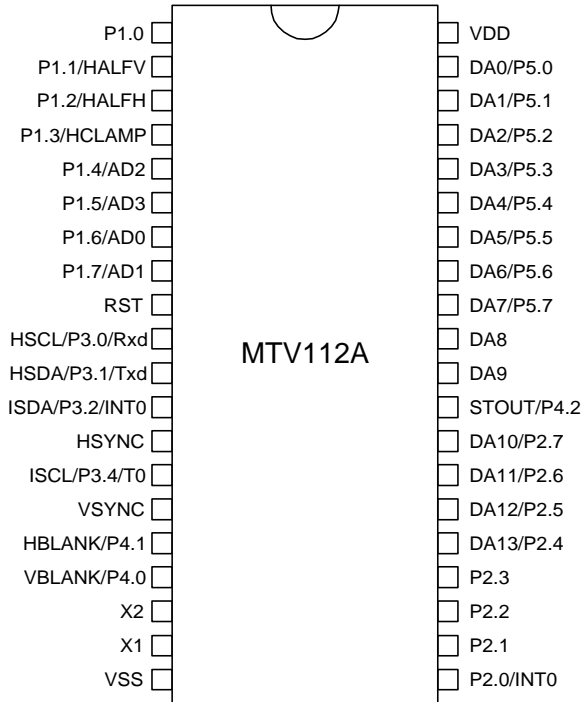 P1.0 VDD
P1.1/HALFV DA0/P5.0
P1.2/HALFH DA1/P5.1
P1.3/HCLAMP DA2/P5.2
P1.4/AD2 DA3/P5.3
P1.5/AD3 DA4/P5.4
P1.6/AD0 DA5/P5.5
P1.7/AD1 DA6/P5.6
RST DA7/P5.7
HSCL/P3.0/Rxd DA8
MTV112A
HSDA/P3.1/Txd DA9
ISDA/P3.2/INT0 STOUT/P4.2
HSYNC DA10/P2.7
ISCL/P3.4/T0 DA11/P2.6
VSYNC DA12/P2.5
HBLANK/P4.1 DA13/P2.4
VBLANK/P4.0 P2.3
X2 P2.2
X1 P2.1
VSS P2.0/INT0